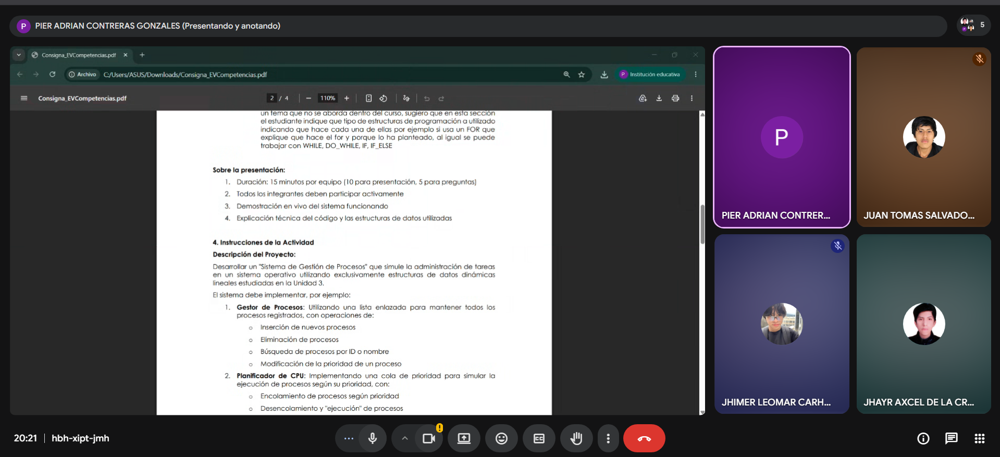 P PIER ADRIAN CONTRERAS GONZALES (Presentando y anotando)
5
Consigna_EVCompetencias.pdf
Archivo C:/Users/ASUS/Downloads/Consigna_EVCompetencias.pdf
P Institución educativa
Consigna_EVCompetencias.pdf
2 / 4
110%
un tema que no se aborda dentro del curso, sugiero que en esta sección
el estudiante indique que tipo de estructuras de programación a utilizado
indicando que hace cada una de ellas por ejemplo si usa un FOR que
explique que hace el for y porque lo ha planteado, al igual se puede
trabajar con WHILE, DO_WHILE, IF, IF_ELSE
Sobre la presentación:
1. Duración: 15 minutos por equipo (10 para presentación, 5 para preguntas)
2. Todos los integrantes deben participar activamente
3. Demostración en vivo del sistema funcionando
4. Explicación técnica del código y las estructuras de datos utilizadas
4. Instrucciones de la Actividad
Descripción del Proyecto:
Desarrollar un "Sistema de Gestión de Procesos" que simule la administración de tareas
en un sistema operativo utilizando exclusivamente estructuras de datos dinámicas
lineales estudiadas en la Unidad 3.
El sistema debe implementar, por ejemplo:
1. Gestor de Procesos: Utilizando una lista enlazada para mantener todos los
procesos registrados, con operaciones de:
o Inserción de nuevos procesos
o Eliminación de procesos
o Búsqueda de procesos por ID o nombre
o Modificación de la prioridad de un proceso
2. Planificador de CPU: Implementando una cola de prioridad para simular la
ejecución de procesos según su prioridad, con:
o Encolamiento de procesos según prioridad
o Desencolamiento y "ejecución" de procesos
P
PIER ADRIAN CONTRER...
JUAN TOMAS SALVADO...
JHIMER LEOMAR CARH...
JHAYR AXCEL DE LA CR...
20:21 | hbh-xipt-jmh